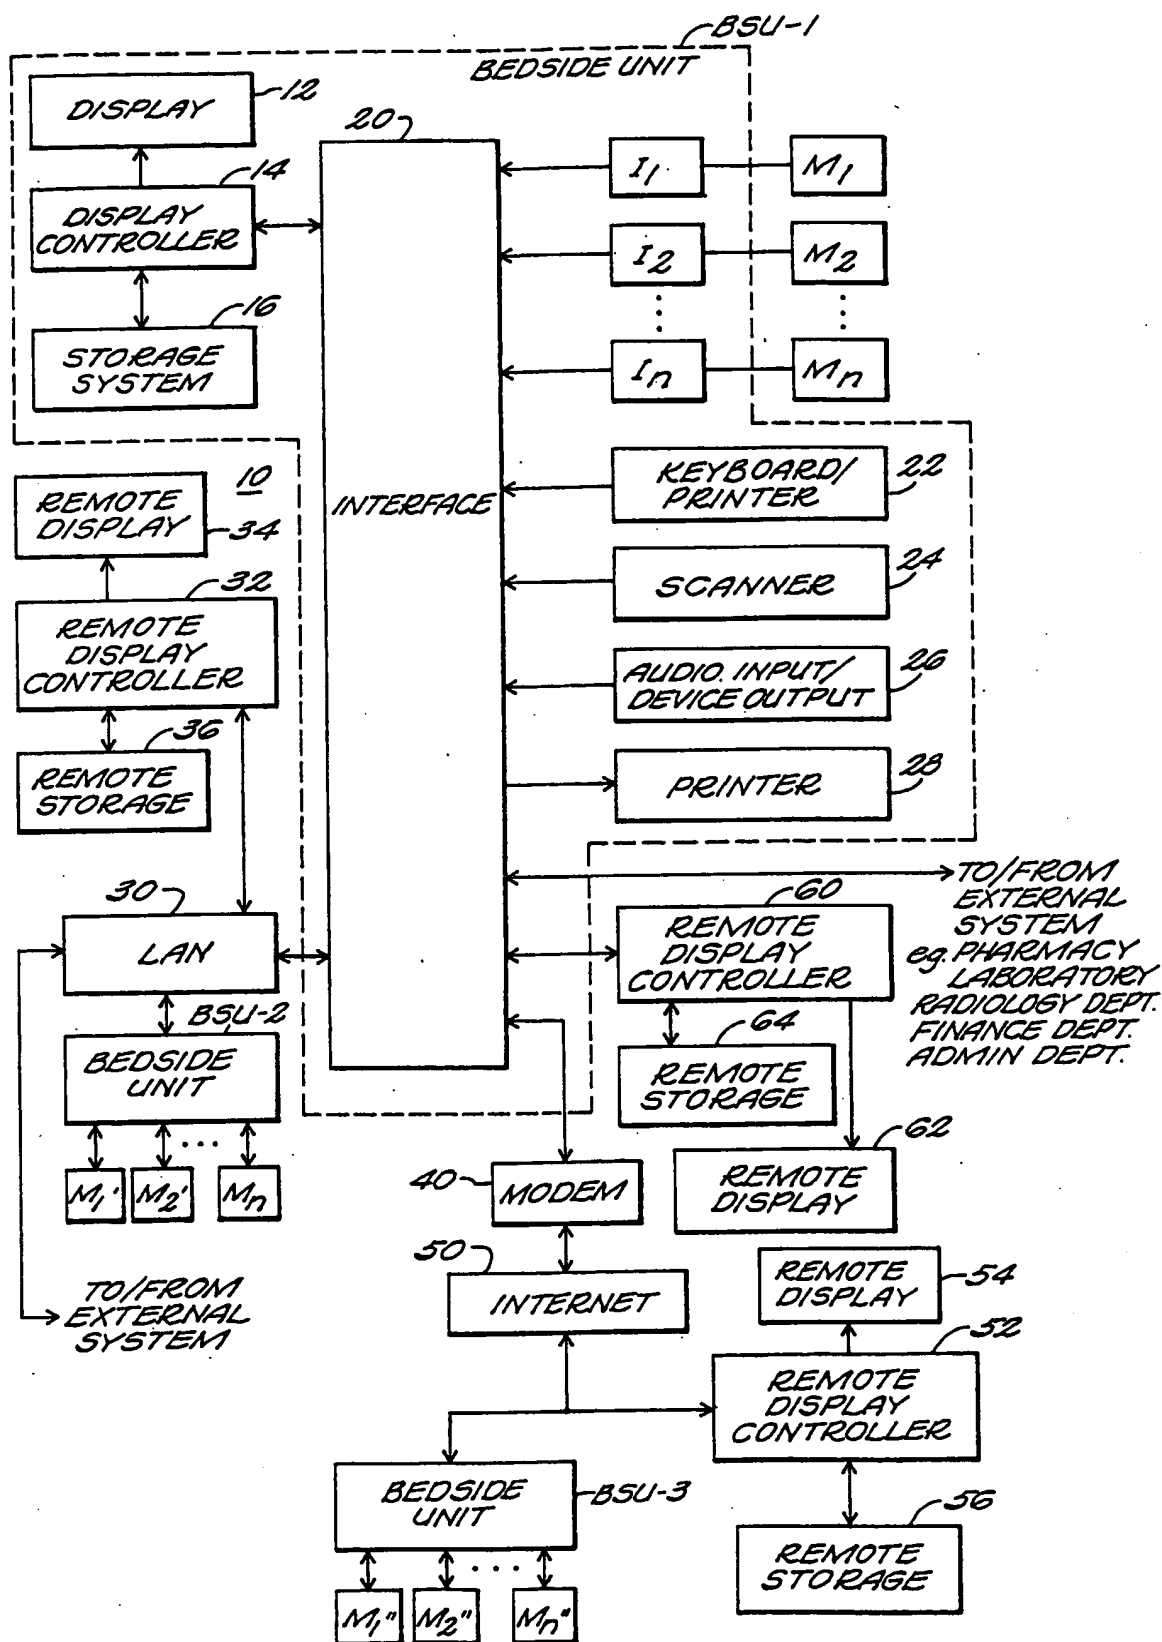 BSU-1
BEDSIDE UNIT
DISPLAY
12
20
14
DISPLAY
CONTROLLER
16
STORAGE
SYSTEM
I1
M1
I2
M2
In
Mn
INTERFACE
KEYBOARD/
PRINTER
22
SCANNER
24
AUDIO. INPUT/
DEVICE OUTPUT
26
PRINTER
28
10
REMOTE
DISPLAY
34
32
REMOTE
DISPLAY
CONTROLLER
36
REMOTE
STORAGE
30
LAN
BSU-2
BEDSIDE
UNIT
M1'
M2'
Mn
TO/FROM
EXTERNAL
SYSTEM
TO/FROM
EXTERNAL
SYSTEM
eg. PHARMACY
LABORATORY
RADIOLOGY DEPT.
FINANCE DEPT.
ADMIN DEPT.
60
REMOTE
DISPLAY
CONTROLLER
64
REMOTE
STORAGE
62
REMOTE
DISPLAY
40
MODEM
50
INTERNET
REMOTE
DISPLAY
54
52
REMOTE
DISPLAY
CONTROLLER
56
REMOTE
STORAGE
BEDSIDE
UNIT
BSU-3
M1"
M2"
Mn"